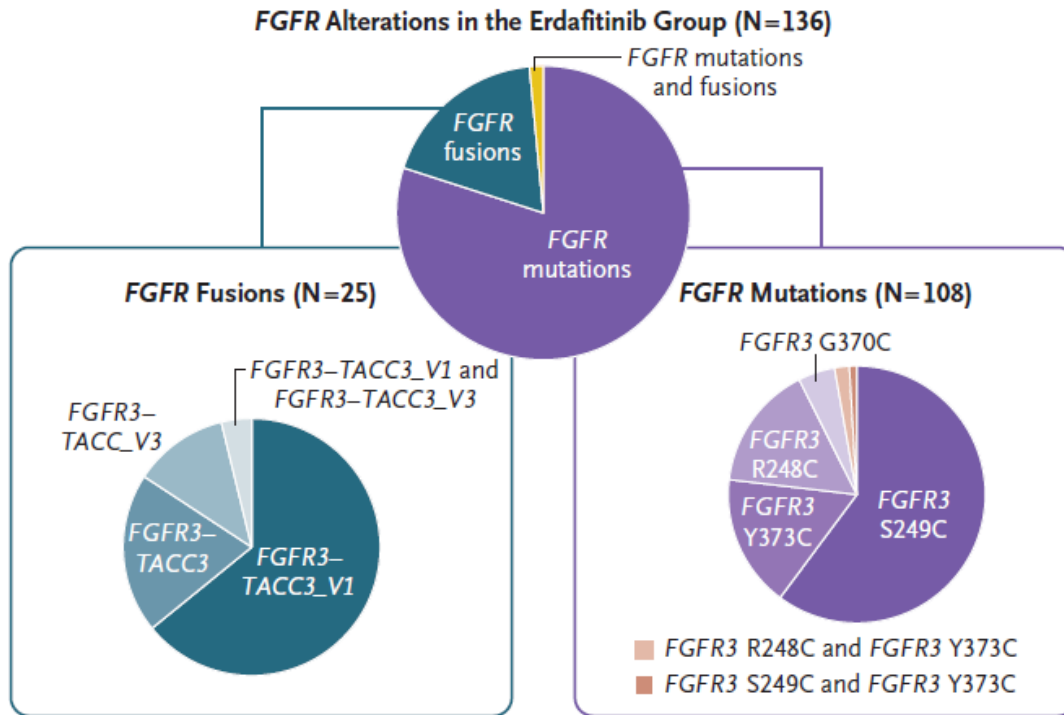 FGFR Alterations in the Erdafitinib Group (N=136)
FGFR mutations
and fusions
FGFR
fusions
FGFR
mutations
FGFR Fusions (N=25)
FGFR3–TACC3_V1 and
FGFR3–TACC3_V3
FGFR3–
TACC_V3
FGFR3–
TACC3
FGFR3–
TACC3_V1
FGFR Mutations (N=108)
FGFR3 G370C
FGFR3
R248C
FGFR3
Y373C
FGFR3
S249C
FGFR3 R248C and FGFR3 Y373C
FGFR3 S249C and FGFR3 Y373C